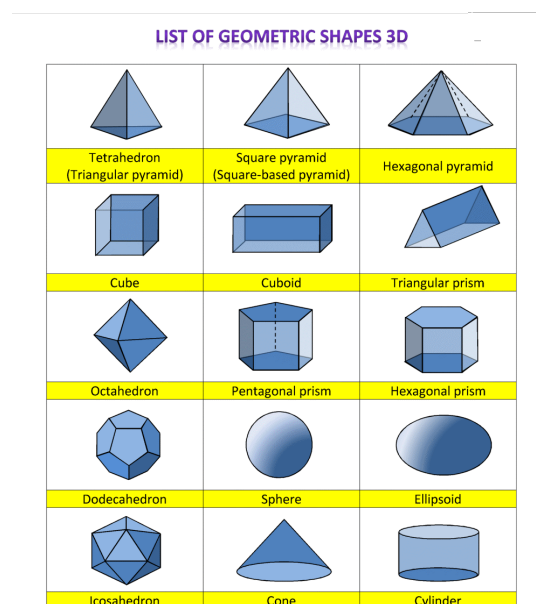 LIST OF GEOMETRIC SHAPES 3D
Tetrahedron
(Triangular pyramid)
Square pyramid
(Square-based pyramid)
Hexagonal pyramid
Cube
Cuboid
Triangular prism
Octahedron
Pentagonal prism
Hexagonal prism
Dodecahedron
Sphere
Ellipsoid
Icosahedron
Cone
Cylinder